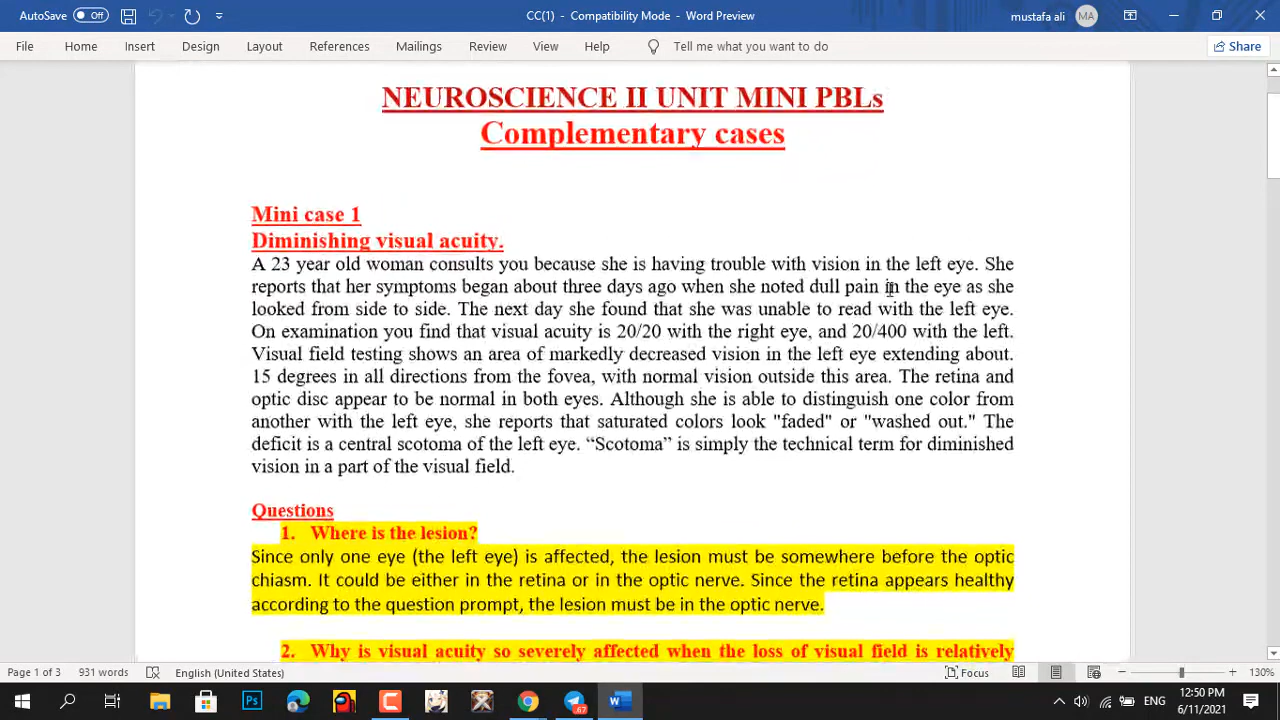 AutoSave Off
CC(1) - Compatibility Mode - Word Preview
mustafa ali MA
File Home Insert Design Layout References Mailings Review View Help Tell me what you want to do Share
NEUROSCIENCE II UNIT MINI PBLs
Complementary cases
Mini case 1
Diminishing visual acuity.
A 23 year old woman consults you because she is having trouble with vision in the left eye. She
reports that her symptoms began about three days ago when she noted dull pain in the eye as she
looked from side to side. The next day she found that she was unable to read with the left eye.
On examination you find that visual acuity is 20/20 with the right eye, and 20/400 with the left.
Visual field testing shows an area of markedly decreased vision in the left eye extending about.
15 degrees in all directions from the fovea, with normal vision outside this area. The retina and
optic disc appear to be normal in both eyes. Although she is able to distinguish one color from
another with the left eye, she reports that saturated colors look "faded" or "washed out." The
deficit is a central scotoma of the left eye. “Scotoma” is simply the technical term for diminished
vision in a part of the visual field.
Questions
1. Where is the lesion?
Since only one eye (the left eye) is affected, the lesion must be somewhere before the optic
chiasm. It could be either in the retina or in the optic nerve. Since the retina appears healthy
according to the question prompt, the lesion must be in the optic nerve.
2. Why is visual acuity so severely affected when the loss of visual field is relatively
Page 1 of 3 931 words English (United States) Focus 130%
Ps .67 ENG 12:50 PM
6/11/2021